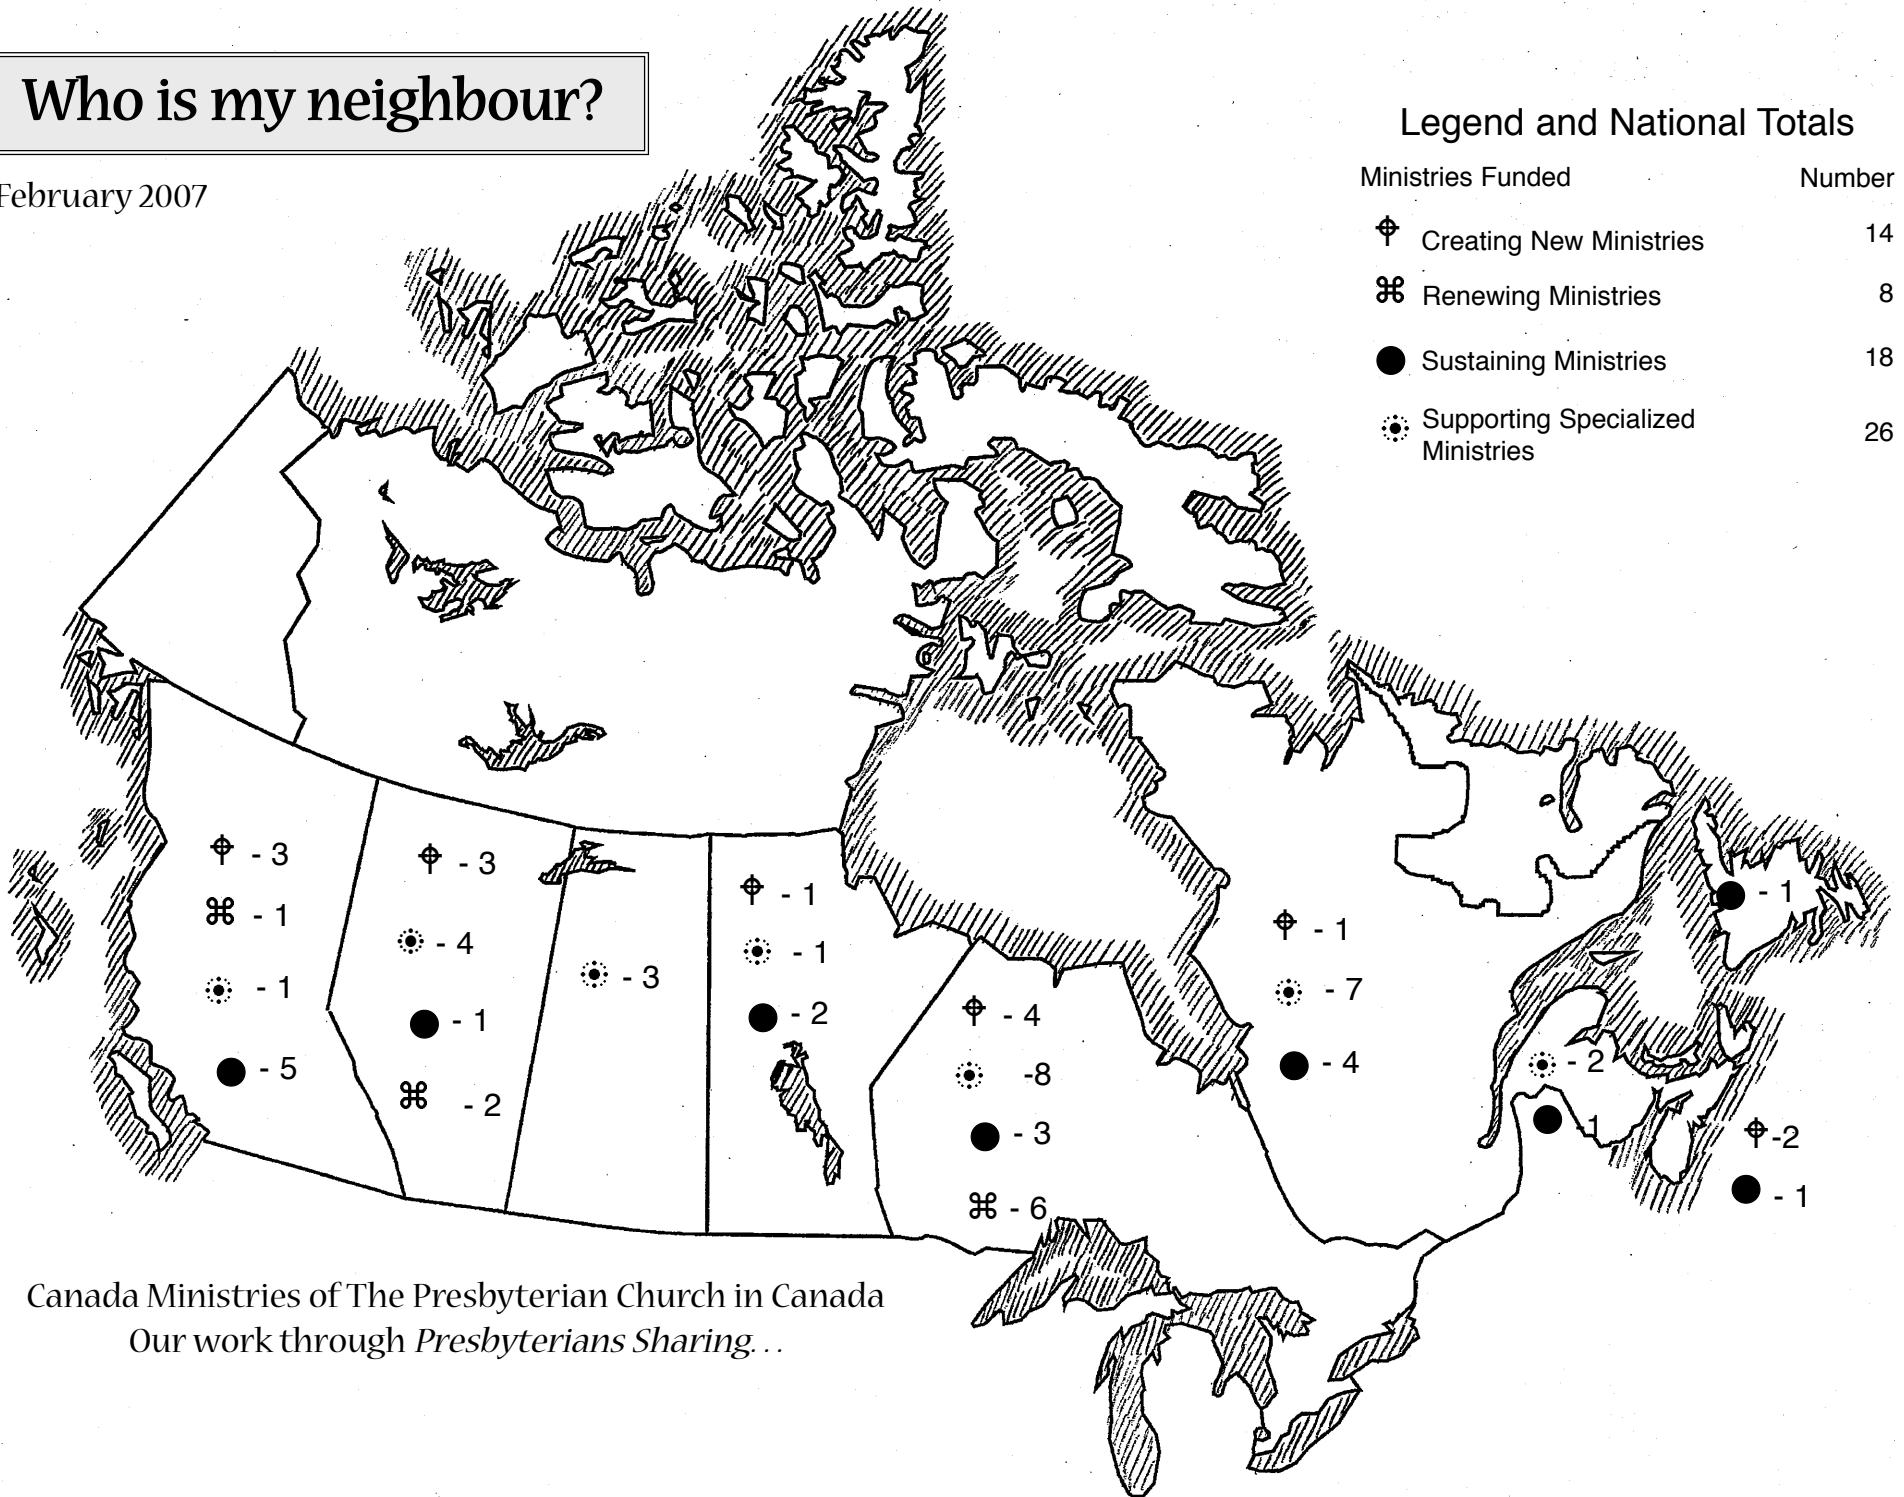 Who is my neighbour?
February 2007
Legend and National Totals
Ministries Funded Number
Creating New Ministries 14
⌘ Renewing Ministries 8
● Sustaining Ministries 18
Supporting Specialized
Ministries 26
- 3
⌘ - 1
- 1
● - 5
- 3
- 4
● - 1
⌘ - 2
- 3
- 1
- 1
● - 2
- 4
-8
● - 3
⌘ - 6
- 1
- 7
● - 4
● - 1
- 2
● - 1
-2
● - 1
Canada Ministries of The Presbyterian Church in Canada
Our work through Presbyterians Sharing...